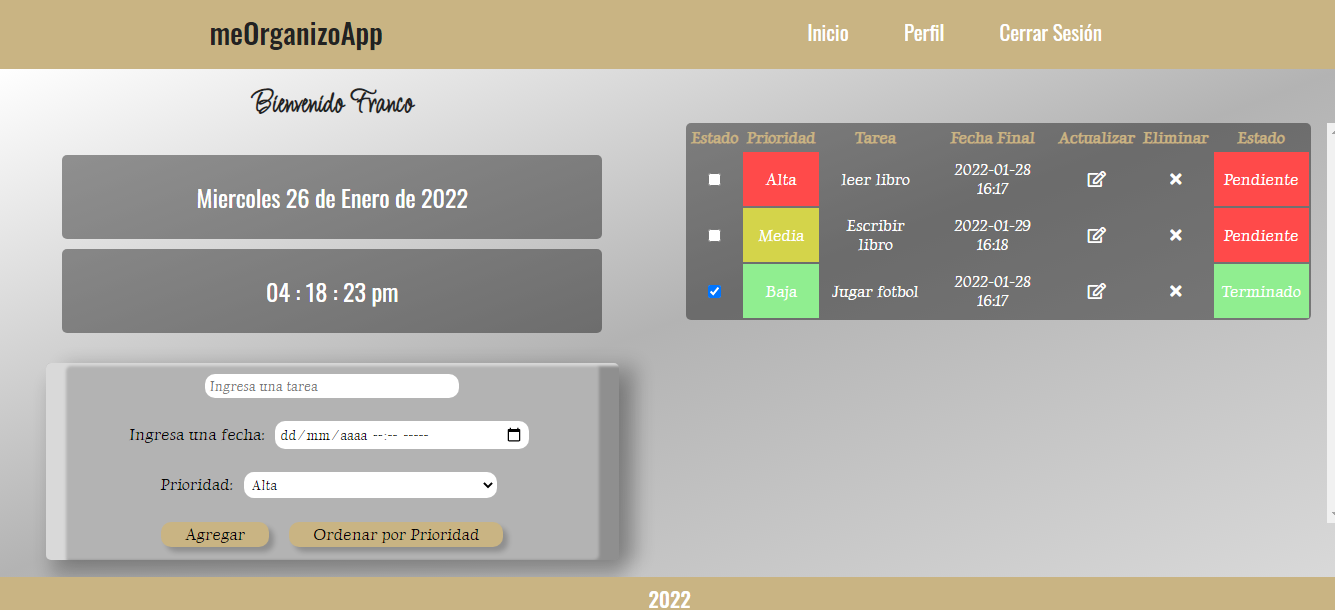 meOrganizoApp
Inicio Perfil Cerrar Sesión
Bienvenido Franco
Miercoles 26 de Enero de 2022
04 : 18 : 23 pm
Ingresa una tarea
Ingresa una fecha: dd/mm/aaaa --:-- -----
Prioridad: Alta
Agregar Ordenar por Prioridad
Estado Prioridad Tarea Fecha Final Actualizar Eliminar Estado
Alta leer libro 2022-01-28 Pendiente
16:17
Media Escribir 2022-01-29 Pendiente
libro 16:18
Baja Jugar fotbol 2022-01-28 Terminado
16:17
2022